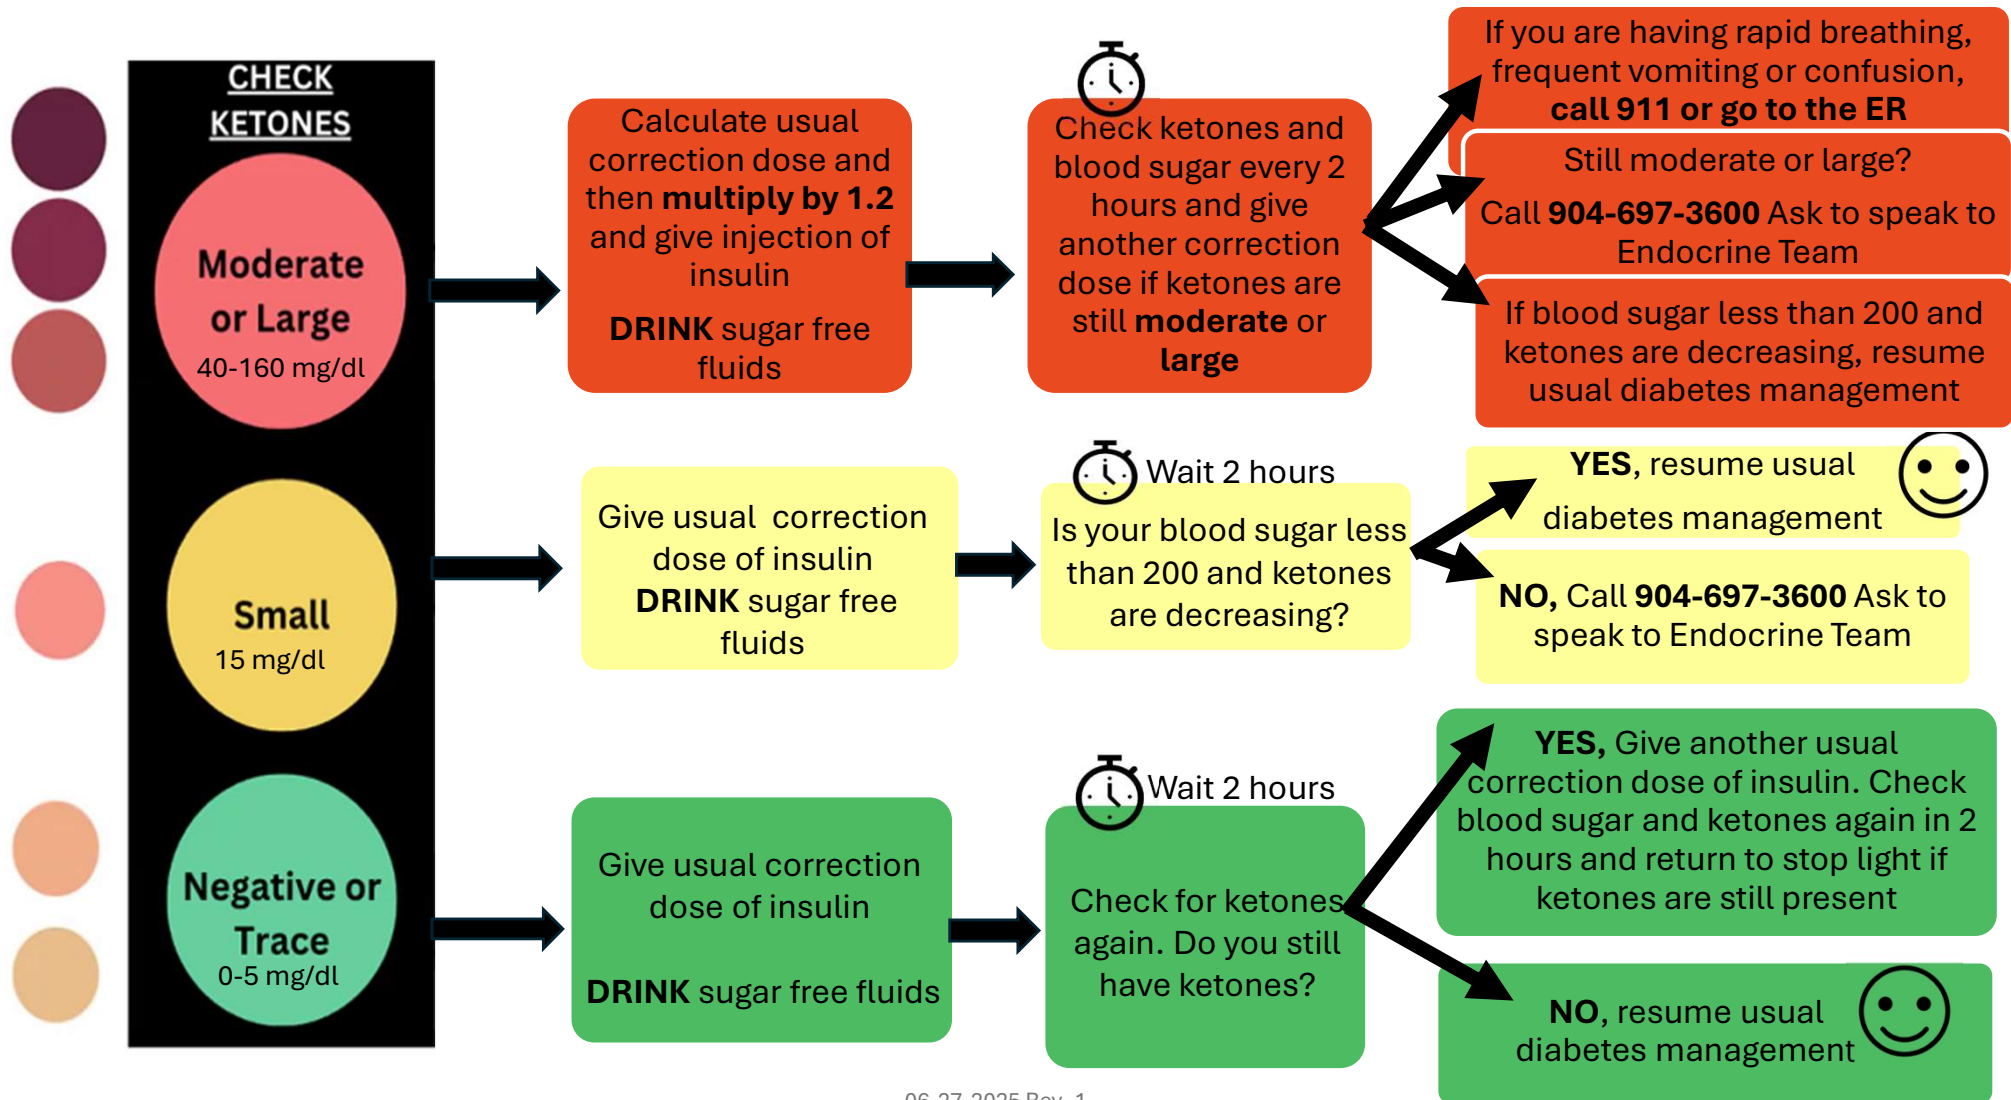 CHECK
KETONES
Moderate
or Large
40-160 mg/dl
Calculate usual
correction dose and
then multiply by 1.2
and give injection of
insulin
DRINK sugar free
fluids
Check ketones and
blood sugar every 2
hours and give
another correction
dose if ketones are
still moderate or
large
If you are having rapid breathing,
frequent vomiting or confusion,
call 911 or go to the ER
Still moderate or large?
Call 904-697-3600 Ask to speak to
Endocrine Team
If blood sugar less than 200 and
ketones are decreasing, resume
usual diabetes management
Small
15 mg/dl
Give usual correction
dose of insulin
DRINK sugar free
fluids
Wait 2 hours
Is your blood sugar less
than 200 and ketones
are decreasing?
YES, resume usual
diabetes management
NO, Call 904-697-3600 Ask to
speak to Endocrine Team
Negative or
Trace
0-5 mg/dl
Give usual correction
dose of insulin
DRINK sugar free fluids
Wait 2 hours
Check for ketones
again. Do you still
have ketones?
YES, Give another usual
correction dose of insulin. Check
blood sugar and ketones again in 2
hours and return to stop light if
ketones are still present
NO, resume usual
diabetes management
06-27-2025 Rev. 1